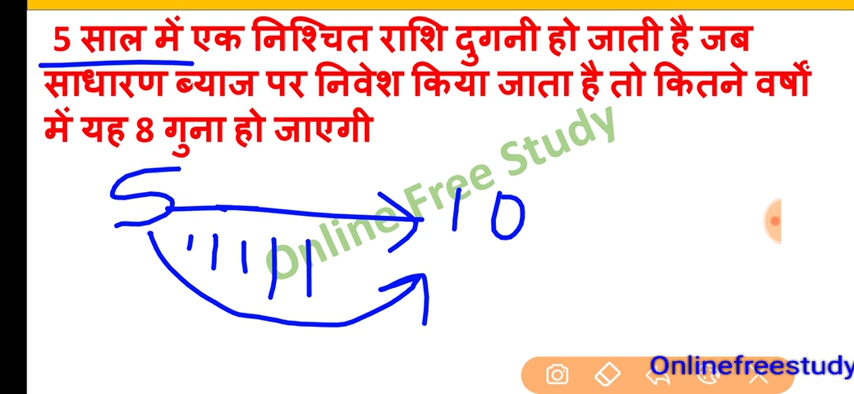 5 साल में एक निश्चित राशि दुगनी हो जाती है जब
साधारण ब्याज पर निवेश किया जाता है तो कितने वर्षों
में यह 8 गुना हो जाएगी
Online Free Study
5 10
Onlinefreestudy